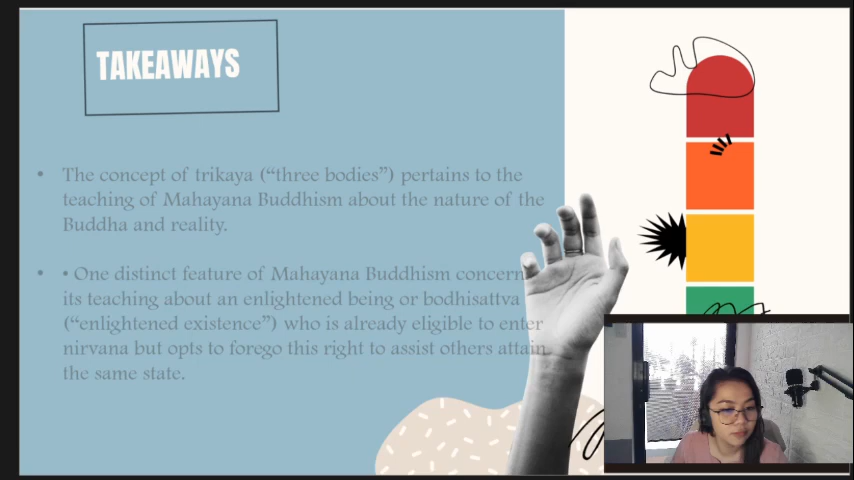 TAKEAWAYS
• The concept of trikaya (“three bodies”) pertains to the
teaching of Mahayana Buddhism about the nature of the
Buddha and reality.
• • One distinct feature of Mahayana Buddhism concern
its teaching about an enlightened being or bodhisattva
(“enlightened existence”) who is already eligible to enter
nirvana but opts to forego this right to assist others attain
the same state.